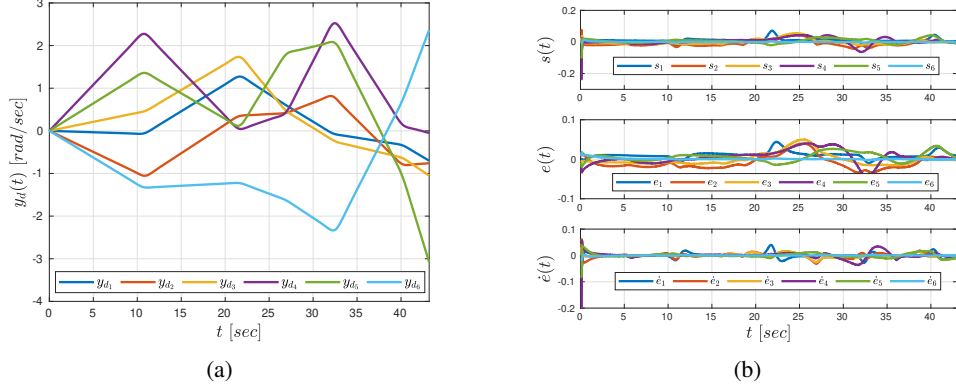 3
2
1
0
-1
-2
-3
-4
y_d(t) [rad/sec]
0 5 10 15 20 25 30 35 40
y_{d_1} y_{d_2} y_{d_3} y_{d_4} y_{d_5} y_{d_6}
t [sec]
(a)
0.2
0
-0.2
s(t)
s_1 s_2 s_3 s_4 s_5 s_6
0 5 10 15 20 25 30 35 40
0.1
0
-0.1
e(t)
e_1 e_2 e_3 e_4 e_5 e_6
0 5 10 15 20 25 30 35 40
0.1
0
-0.1
-0.2
ė(t)
ė_1 ė_2 ė_3 ė_4 ė_5 ė_6
0 5 10 15 20 25 30 35 40
t [sec]
(b)